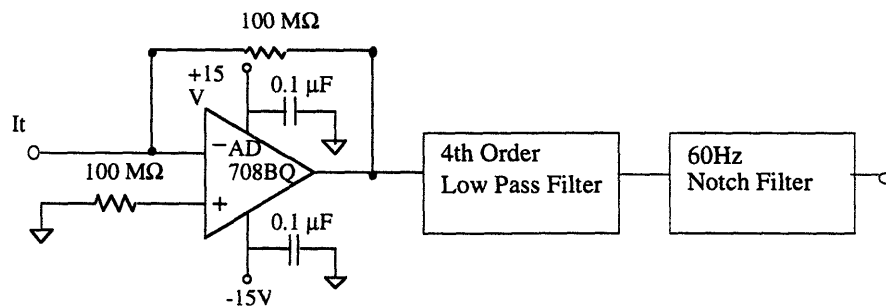 100 MΩ
+15
V
0.1 µF
It
−AD
708BQ
100 MΩ
+
4th Order
Low Pass Filter
60Hz
Notch Filter
0.1 µF
-15V